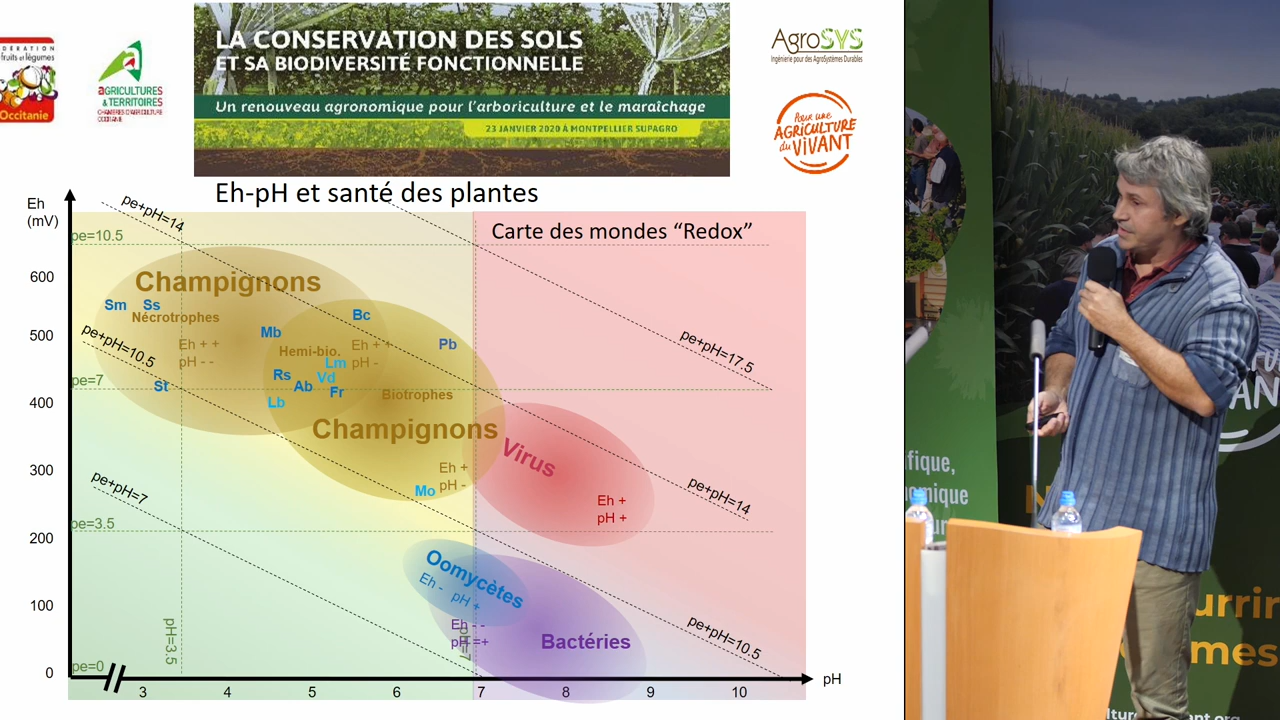 FÉDÉRATION
fruits et légumes
Occitanie
AGRICULTURES
& TERRITOIRES
CHAMBRES D'AGRICULTURE
OCCITANIE
LA CONSERVATION DES SOLS
ET SA BIODIVERSITÉ FONCTIONNELLE
Un renouveau agronomique pour l'arboriculture et le maraîchage
23 JANVIER 2020 À MONTPELLIER SUPAGRO
AgroSYS
Ingénierie pour des AgroSystèmes Durables
Pour une
AGRICULTURE
du ViVANT
Eh-pH et santé des plantes
Carte des mondes “Redox”
Eh
(mV)
600
500
400
300
200
100
0
pe=10.5
pe=7
pe=3.5
pe=0
pe+pH=14
pe+pH=10.5
pe+pH=7
pe+pH=17.5
pe+pH=14
pe+pH=10.5
Champignons
Sm
Ss
Nécrotrophes
Eh + +
pH - -
St
Mb
Bc
Pb
Hemi-bio.
Eh + +
pH -
Lm
Rs
Vd
Ab
Fr
Lb
Biotrophes
Champignons
Eh +
pH -
Mo
Virus
Eh +
pH +
Oomycètes
Eh -
pH +
Eh - -
pH =+
Bactéries
pH=3.5
pH=7
3
4
5
6
7
8
9
10
pH